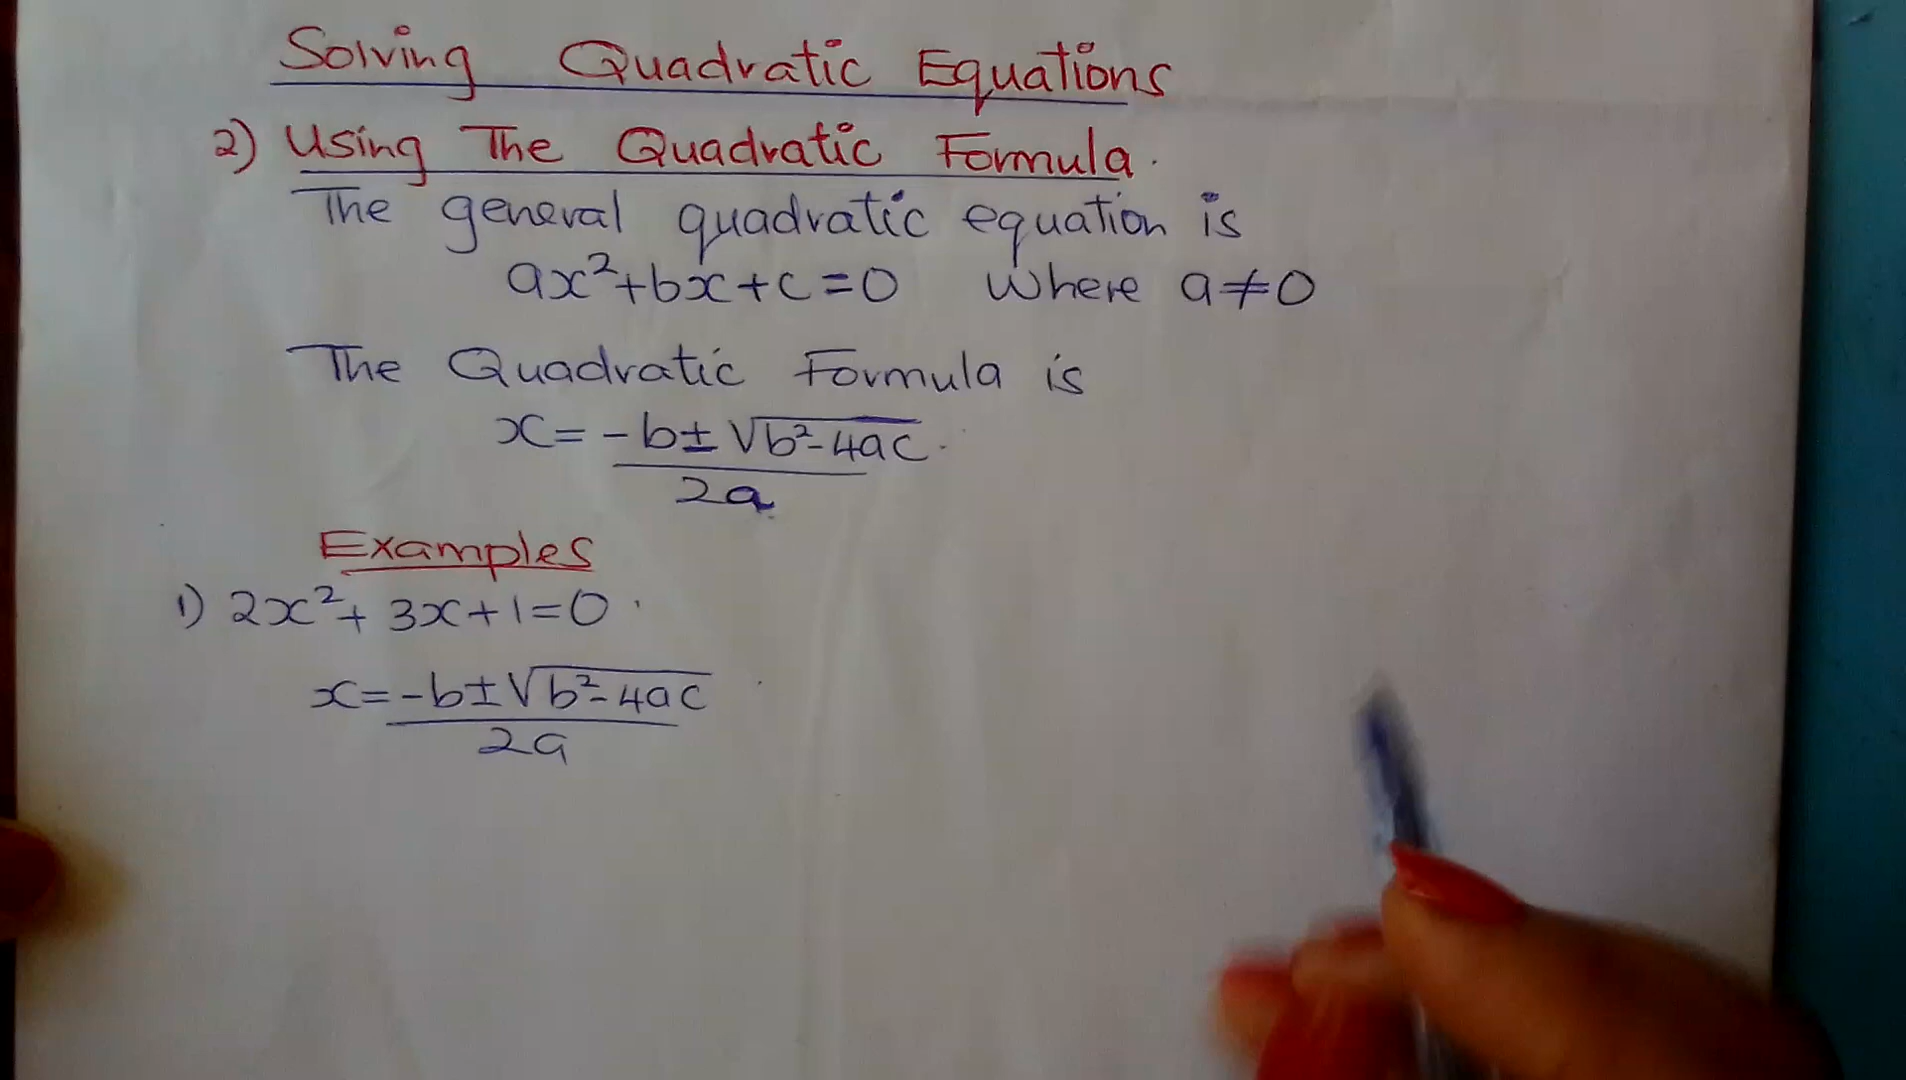 Solving Quadratic Equations
2) Using The Quadratic Formula.
The general quadratic equation is
ax²+bx+c=0 where a≠0
The Quadratic Formula is
x= -b±√b²-4ac
2a
Examples
1) 2x²+3x+1=0
x= -b±√b²-4ac
2a